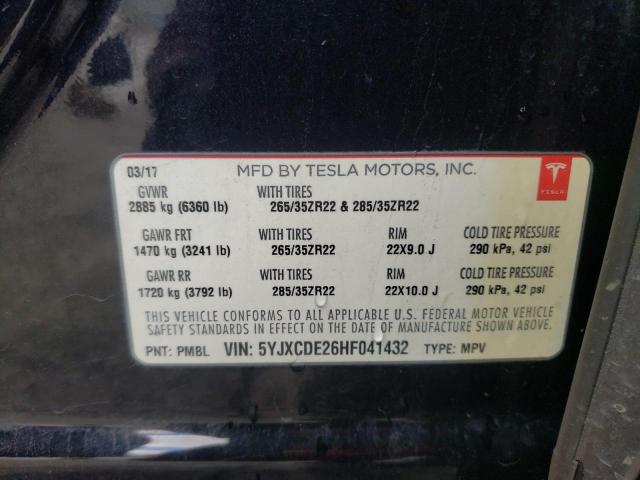 03/17 MFD BY TESLA MOTORS, INC.
GVWR WITH TIRES
2885 kg (6360 lb) 265/35ZR22 & 285/35ZR22
TESLA
GAWR FRT WITH TIRES RIM COLD TIRE PRESSURE
1470 kg (3241 lb) 265/35ZR22 22X9.0 J 290 kPa, 42 psi
GAWR RR WITH TIRES RIM COLD TIRE PRESSURE
1720 kg (3792 lb) 285/35ZR22 22X10.0 J 290 kPa, 42 psi
THIS VEHICLE CONFORMS TO ALL APPLICABLE U.S. FEDERAL MOTOR VEHICLE
SAFETY STANDARDS IN EFFECT ON THE DATE OF MANUFACTURE SHOWN ABOVE.
PNT: PMBL VIN: 5YJXCDE26HF041432 TYPE: MPV